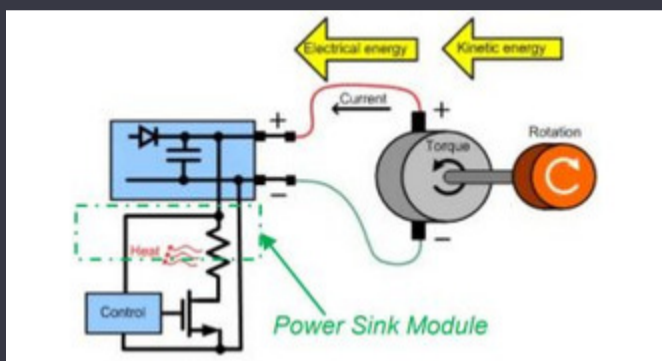 Electrical energy
Kinetic energy
Current
+
+
Rotation
Torque
−
−
Heat
Control
Power Sink Module